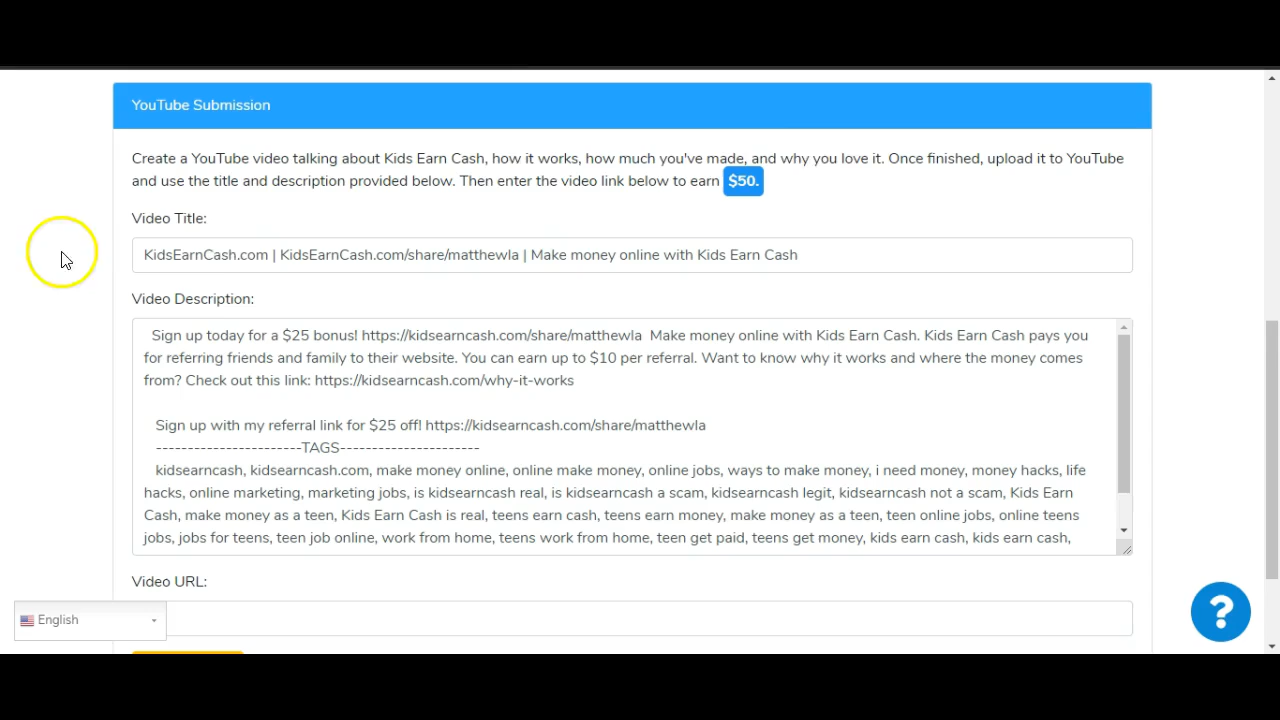 YouTube Submission
Create a YouTube video talking about Kids Earn Cash, how it works, how much you've made, and why you love it. Once finished, upload it to YouTube
and use the title and description provided below. Then enter the video link below to earn $50.
Video Title:
KidsEarnCash.com | KidsEarnCash.com/share/matthewla | Make money online with Kids Earn Cash
Video Description:
Sign up today for a $25 bonus! https://kidsearncash.com/share/matthewla  Make money online with Kids Earn Cash. Kids Earn Cash pays you
for referring friends and family to their website. You can earn up to $10 per referral. Want to know why it works and where the money comes
from? Check out this link: https://kidsearncash.com/why-it-works
Sign up with my referral link for $25 off! https://kidsearncash.com/share/matthewla
-----------------------TAGS----------------------
kidsearncash, kidsearncash.com, make money online, online make money, online jobs, ways to make money, i need money, money hacks, life
hacks, online marketing, marketing jobs, is kidsearncash real, is kidsearncash a scam, kidsearncash legit, kidsearncash not a scam, Kids Earn
Cash, make money as a teen, Kids Earn Cash is real, teens earn cash, teens earn money, make money as a teen, teen online jobs, online teens
jobs, jobs for teens, teen job online, work from home, teens work from home, teen get paid, teens get money, kids earn cash, kids earn cash,
Video URL:
English
?